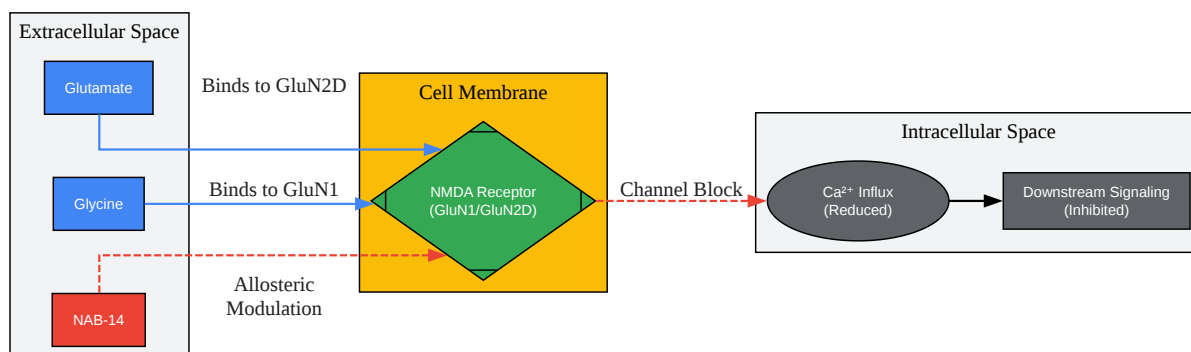 Extracellular Space
Glutamate
Binds to GluN2D
Cell Membrane
Glycine
Binds to GluN1
NMDA Receptor
(GluN1/GluN2D)
NAB-14
Allosteric
Modulation
Channel Block
Intracellular Space
Ca²⁺ Influx
(Reduced)
Downstream Signaling
(Inhibited)